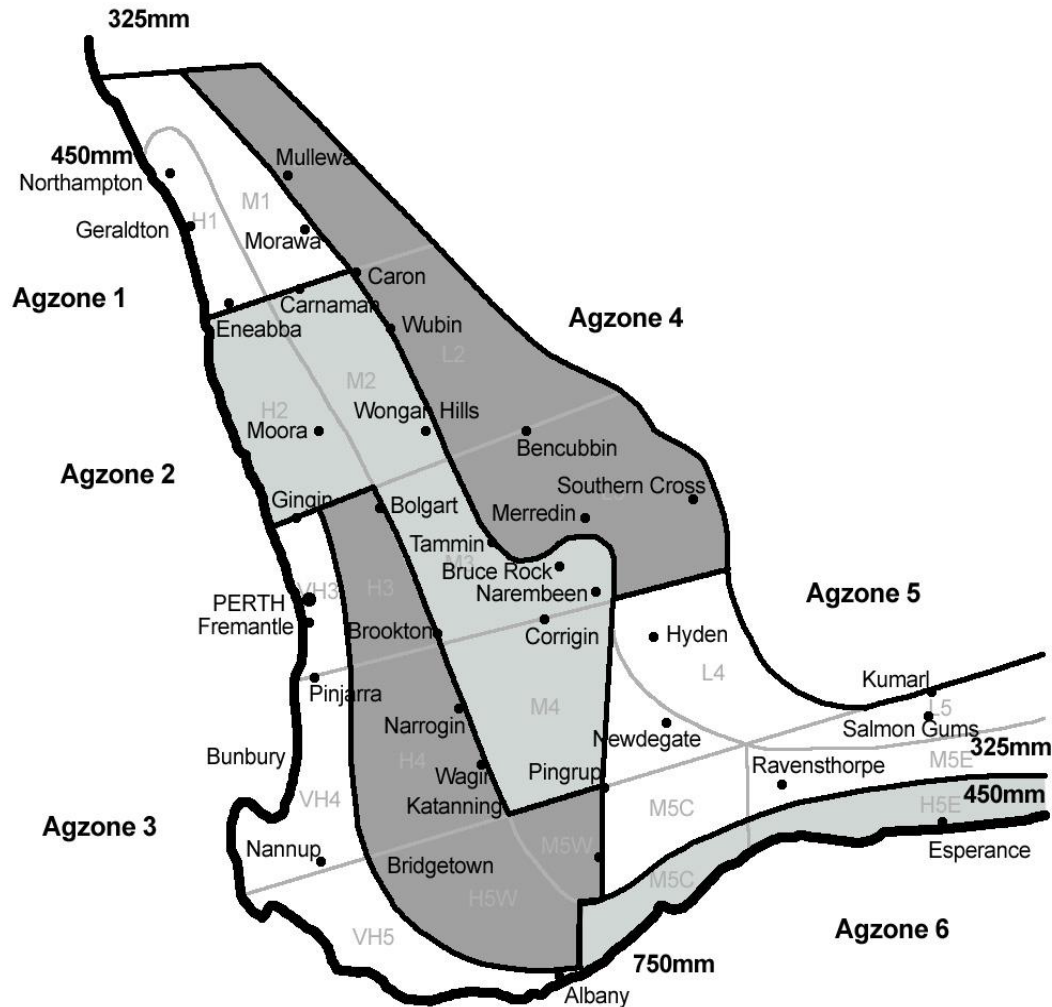 325mm
450mm
Mullewa
Northampton
M1
H1
Geraldton
Morawa
Caron
Agzone 1
Carnamah
Eneabba
Agzone 4
Wubin
L2
M2
H2
Wongan Hills
Moora
Bencubbin
Agzone 2
Southern Cross
Gingin
Bolgart
Merredin
Tammin
M3
Bruce Rock
H3
VH3
Narembeen
PERTH
Fremantle
Brookton
Corrigin
Agzone 5
Hyden
L4
Pinjarra
Kumarl
L5
M4
Narrogin
Salmon Gums
Newdegate
Bunbury
325mm
H4
Wagin
Pingrup
Ravensthorpe
M5E
VH4
Katanning
M5C
450mm
H5E
Agzone 3
Nannup
Bridgetown
M5W
Esperance
M5C
H5W
Agzone 6
VH5
750mm
Albany